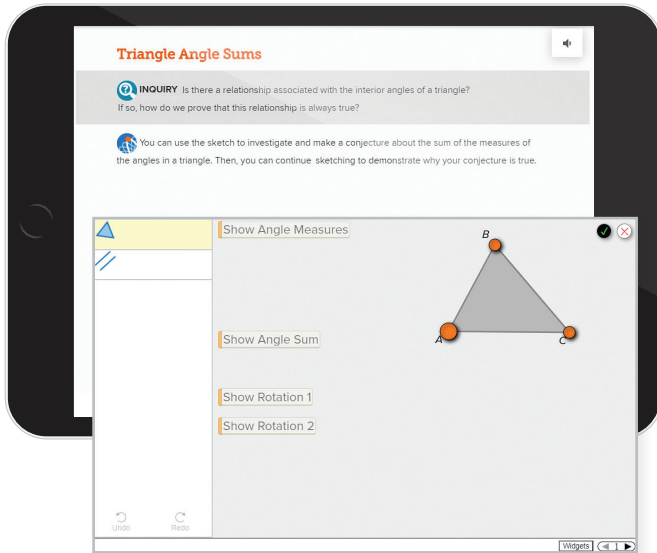 Triangle Angle Sums
INQUIRY Is there a relationship associated with the interior angles of a triangle?
If so, how do we prove that this relationship is always true?
You can use the sketch to investigate and make a conjecture about the sum of the measures of
the angles in a triangle. Then, you can continue sketching to demonstrate why your conjecture is true.
Show Angle Measures
B
Show Angle Sum
A
C
Show Rotation 1
Show Rotation 2
Undo Redo
Widgets 1